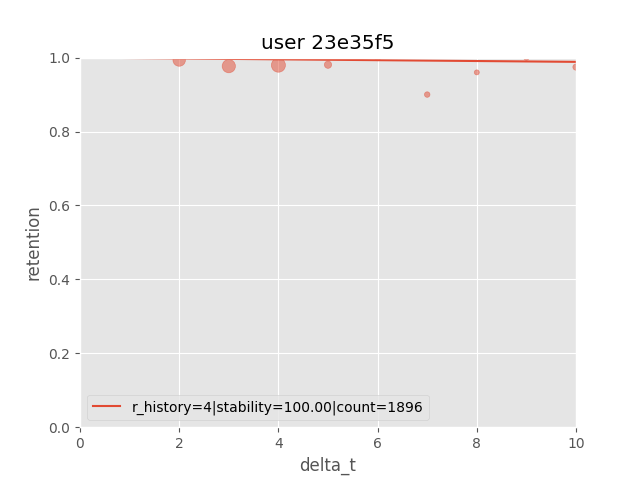 user 23e35f5
1.0
0.8
0.6
0.4
0.2
0.0
retention
r_history=4|stability=100.00|count=1896
0 2 4 6 8 10
delta_t